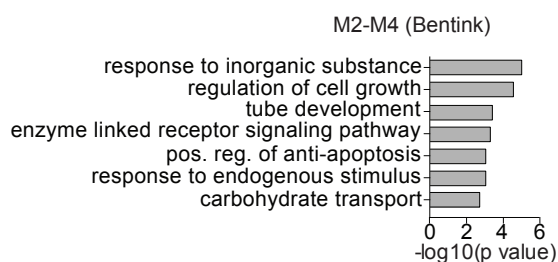 M2-M4 (Bentink)
response to inorganic substance
regulation of cell growth
tube development
enzyme linked receptor signaling pathway
pos. reg. of anti-apoptosis
response to endogenous stimulus
carbohydrate transport
0 2 4 6
-log10(p value)